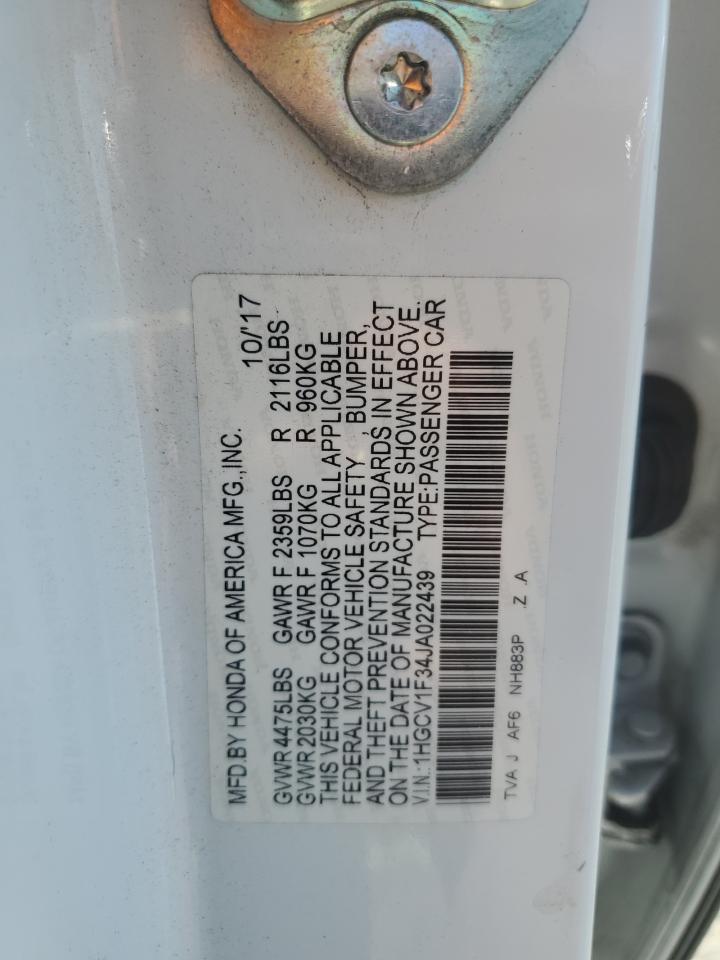 MFD.BY HONDA OF AMERICA MFG.,INC. 10/'17
GVWR 4475LBS GAWR F 2359LBS R 2116LBS
GVWR 2030KG GAWR F 1070KG R 960KG
THIS VEHICLE CONFORMS TO ALL APPLICABLE
FEDERAL MOTOR VEHICLE SAFETY , BUMPER,
AND THEFT PREVENTION STANDARDS IN EFFECT
ON THE DATE OF MANUFACTURE SHOWN ABOVE.
V.I.N.:1HGCV1F34JA022439 TYPE:PASSENGER CAR
TVA J AF6 NH883P .Z .A
HONDA